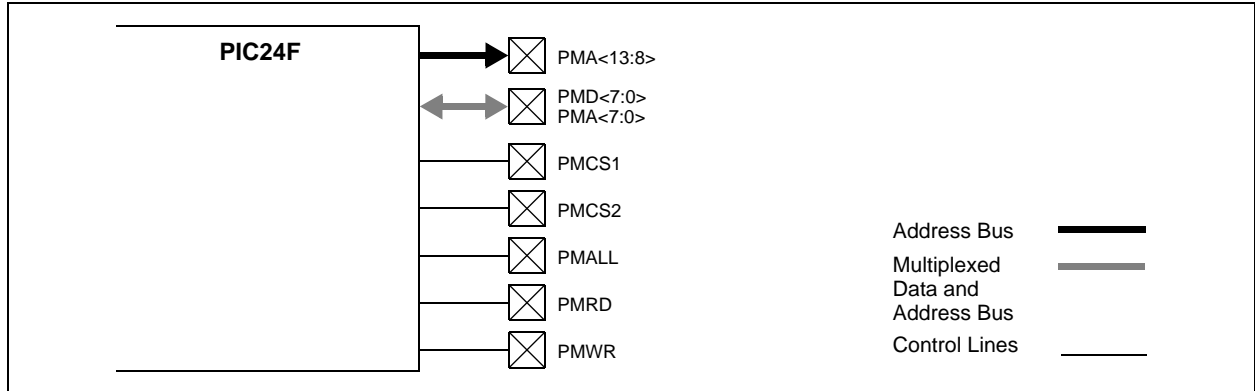 PIC24F
PMA<13:8>
PMD<7:0>
PMA<7:0>
PMCS1
PMCS2
PMALL
PMRD
PMWR
Address Bus
Multiplexed
Data and
Address Bus
Control Lines